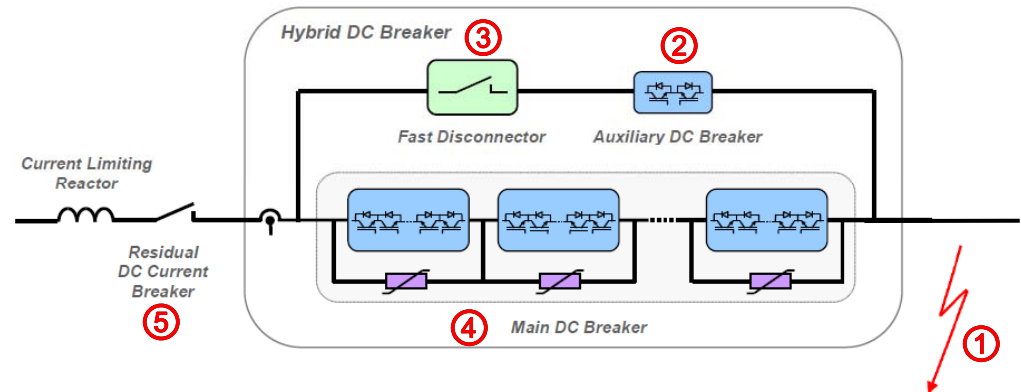 Hybrid DC Breaker
③
②
Fast Disconnector
Auxiliary DC Breaker
Current Limiting
Reactor
Residual
DC Current
Breaker
⑤
④
Main DC Breaker
①